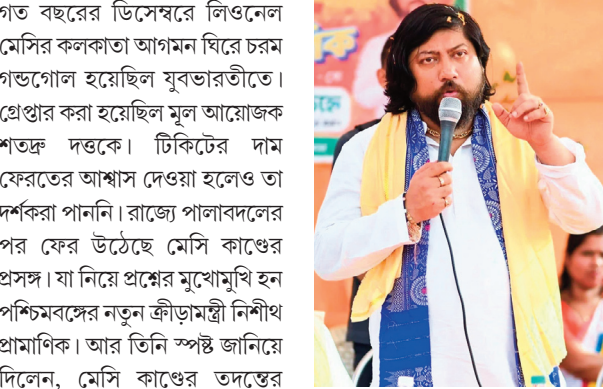 গত বছরের ডিসেম্বরে লিওনেল
মেসির কলকাতা আগমন ঘিরে চরম
গন্ডগোল হয়েছিল যুবভারতীতে।
গ্রেপ্তার করা হয়েছিল মূল আয়োজক
শতদ্রু দত্তকে। টিকিটের দাম
ফেরতের আশ্বাস দেওয়া হলেও তা
দর্শকরা পাননি। রাজ্যে পালাবদলের
পর ফের উঠেছে মেসি কাণ্ডের
প্রসঙ্গ। যা নিয়ে প্রশ্নের মুখোমুখি হন
পশ্চিমবঙ্গের নতুন ক্রীড়ামন্ত্রী নিশীথ
প্রামাণিক। আর তিনি স্পষ্ট জানিয়ে
দিলেন, মেসি কাণ্ডের তদন্তের